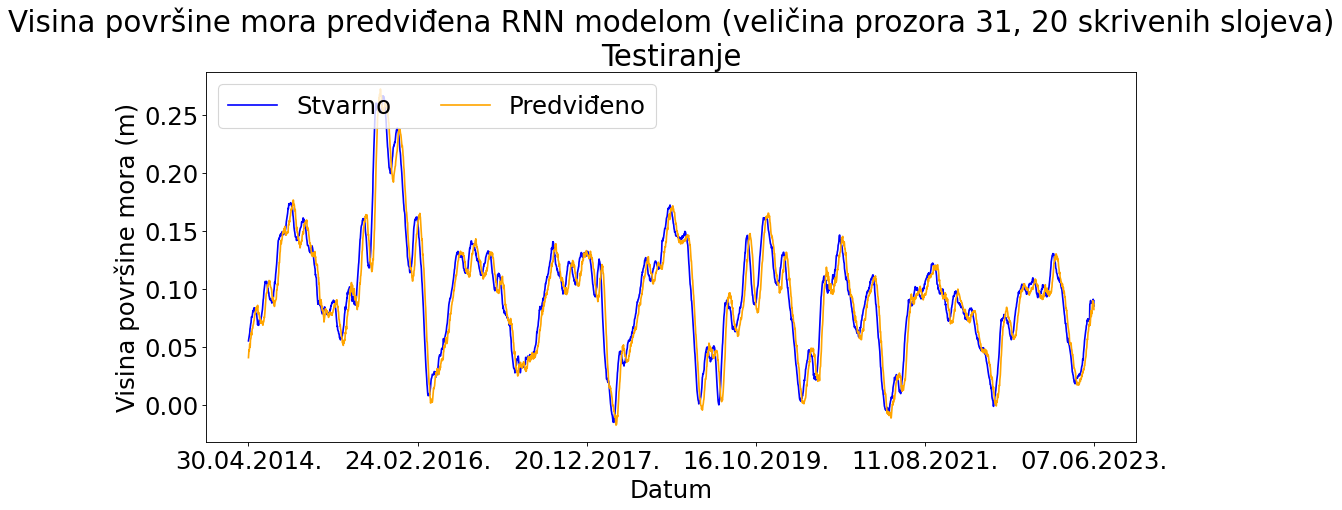 Visina površine mora predviđena RNN modelom (veličina prozora 31, 20 skrivenih slojeva)
Testiranje
Stvarno Predviđeno
Visina površine mora (m)
0.25
0.20
0.15
0.10
0.05
0.00
30.04.2014. 24.02.2016. 20.12.2017. 16.10.2019. 11.08.2021. 07.06.2023.
Datum